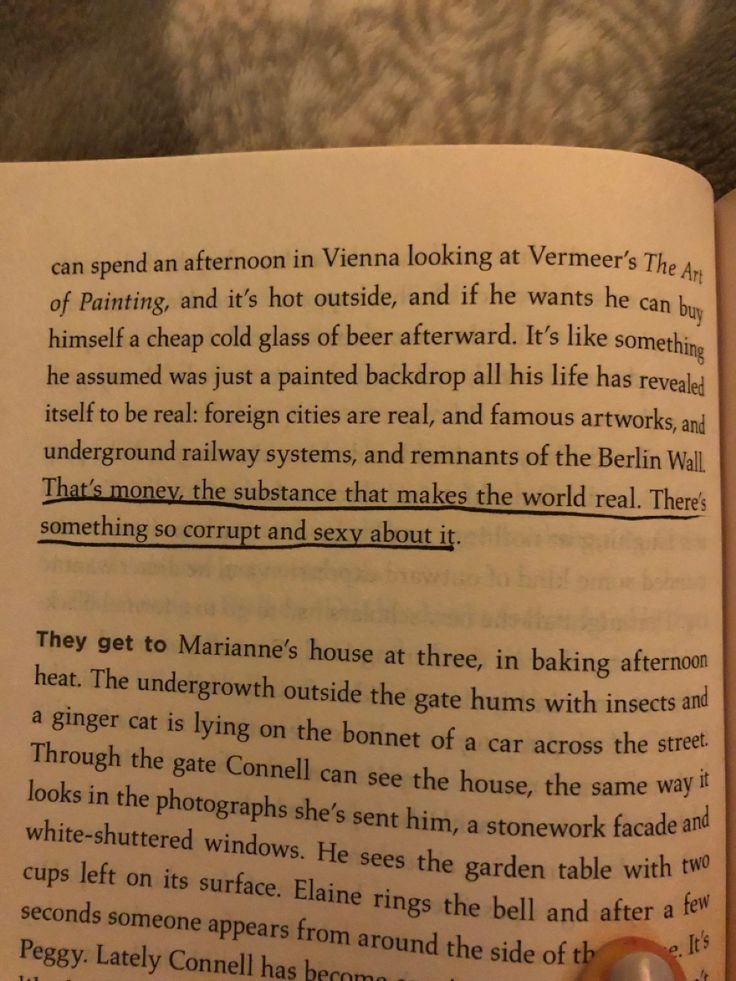 can spend an afternoon in Vienna looking at Vermeer's The Art
of Painting, and it's hot outside, and if he wants he can buy
himself a cheap cold glass of beer afterward. It's like something
he assumed was just a painted backdrop all his life has revealed
itself to be real: foreign cities are real, and famous artworks, and
underground railway systems, and remnants of the Berlin Wall.
That's money, the substance that makes the world real. There's
something so corrupt and sexy about it.
They get to Marianne's house at three, in baking afternoon
heat. The undergrowth outside the gate hums with insects and
a ginger cat is lying on the bonnet of a car across the street.
Through the gate Connell can see the house, the same way it
looks in the photographs she's sent him, a stonework facade and
white-shuttered windows. He sees the garden table with two
cups left on its surface. Elaine rings the bell and after a few
seconds someone appears from around the side of It's
Peggy. Lately Connell has become